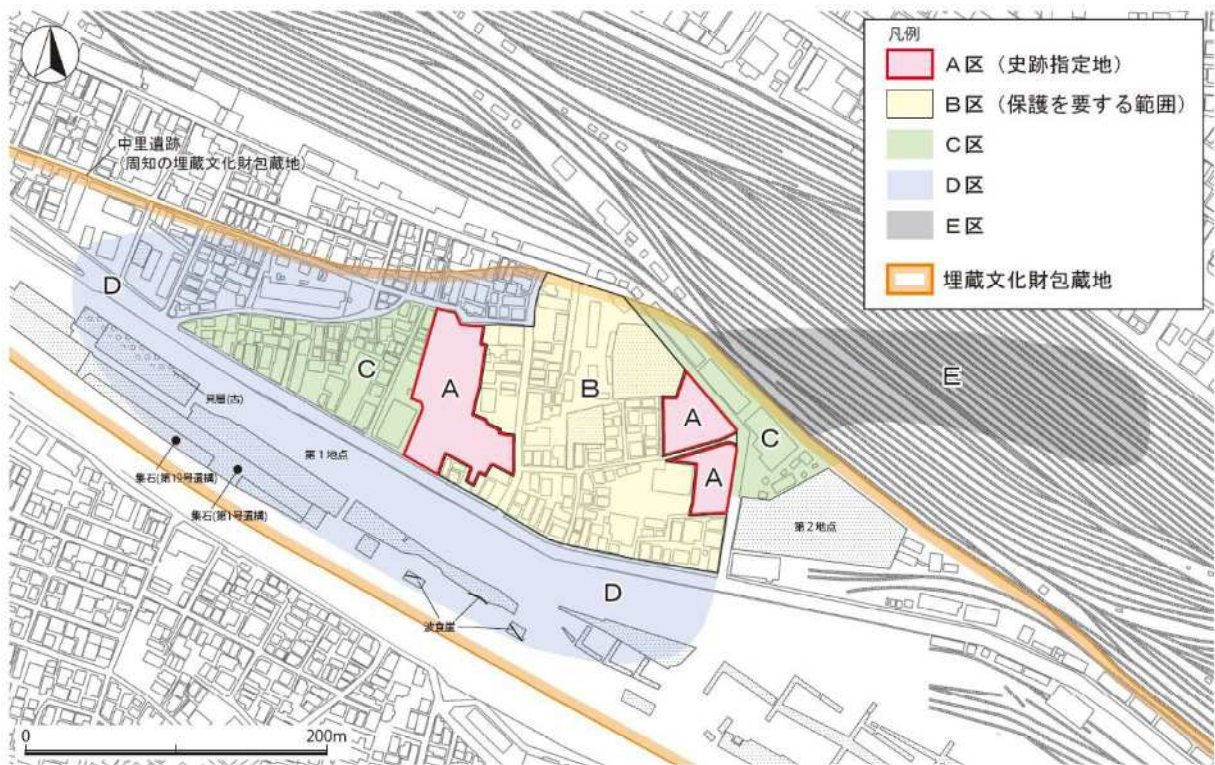 凡例
A区（史跡指定地）
B区（保護を要する範囲）
C区
D区
E区
埋蔵文化財包蔵地
中里遺跡
（周知の埋蔵文化財包蔵地）
D
C
A
B
A
A
C
E
D
貝層(古)
第1地点
集石(第19号遺構)
集石(第1号遺構)
第2地点
波食崖
0
200m